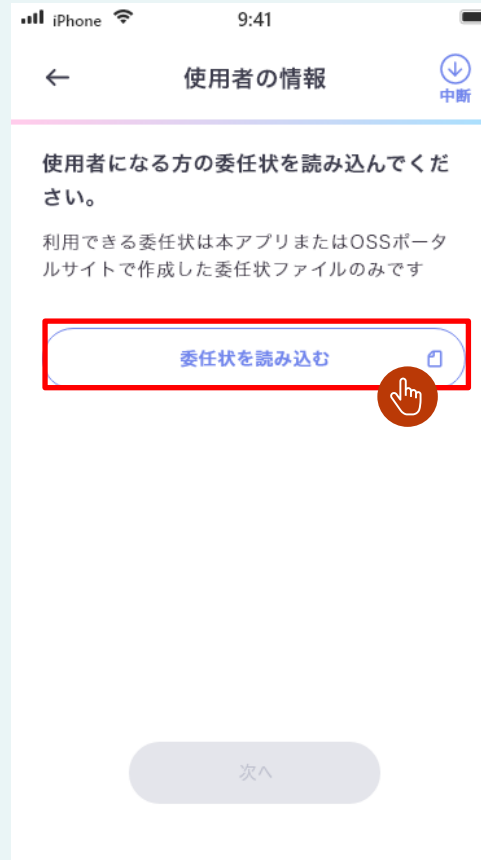 iPhone 9:41
使用者の情報
中断
使用者になる方の委任状を読み込んでくだ
さい。
利用できる委任状は本アプリまたはOSSポータ
ルサイトで作成した委任状ファイルのみです
委任状を読み込む
次へ